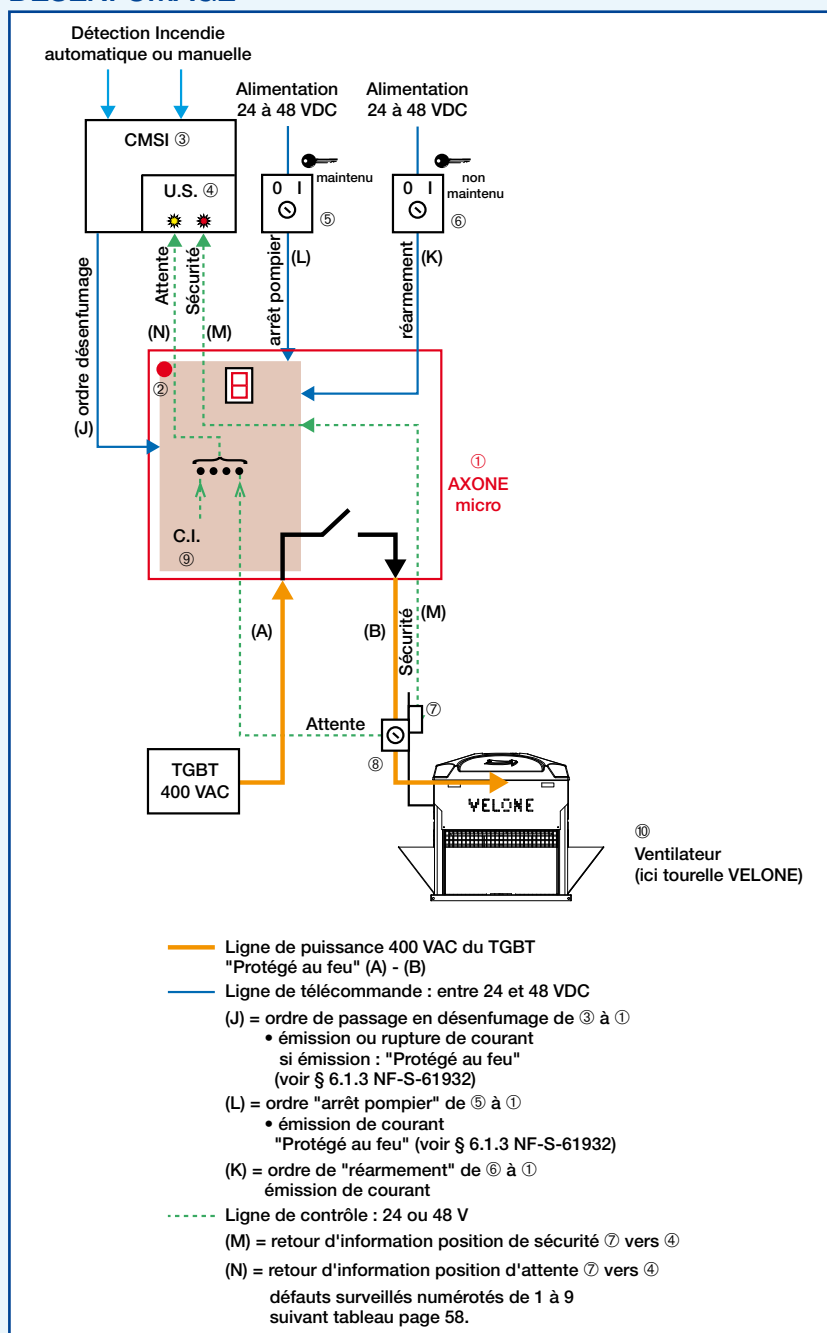 Détection Incendie
automatique ou manuelle
Alimentation
24 à 48 VDC
Alimentation
24 à 48 VDC
CMSI ③
U.S. ④
0 I
maintenu
⑤
0 I
non
maintenu
⑥
Attente
Sécurité
(N)
(M)
arrêt pompier
(L)
réarmement
(K)
(J) ordre désenfumage
②
8
C.I.
⑨
①
AXONE
micro
(A)
(B)
Sécurité
(M)
Attente
⑦
⑧
TGBT
400 VAC
VELONE
⑩
Ventilateur
(ici tourelle VELONE)
Ligne de puissance 400 VAC du TGBT
"Protégé au feu" (A) - (B)
Ligne de télécommande : entre 24 et 48 VDC
(J) = ordre de passage en désenfumage de ③ à ①
• émission ou rupture de courant
si émission : "Protégé au feu"
(voir § 6.1.3 NF-S-61932)
(L) = ordre "arrêt pompier" de ⑤ à ①
• émission de courant
"Protégé au feu" (voir § 6.1.3 NF-S-61932)
(K) = ordre de "réarmement" de ⑥ à ①
émission de courant
Ligne de contrôle : 24 ou 48 V
(M) = retour d'information position de sécurité ⑦ vers ④
(N) = retour d'information position d'attente ⑦ vers ④
défauts surveillés numérotés de 1 à 9
suivant tableau page 58.